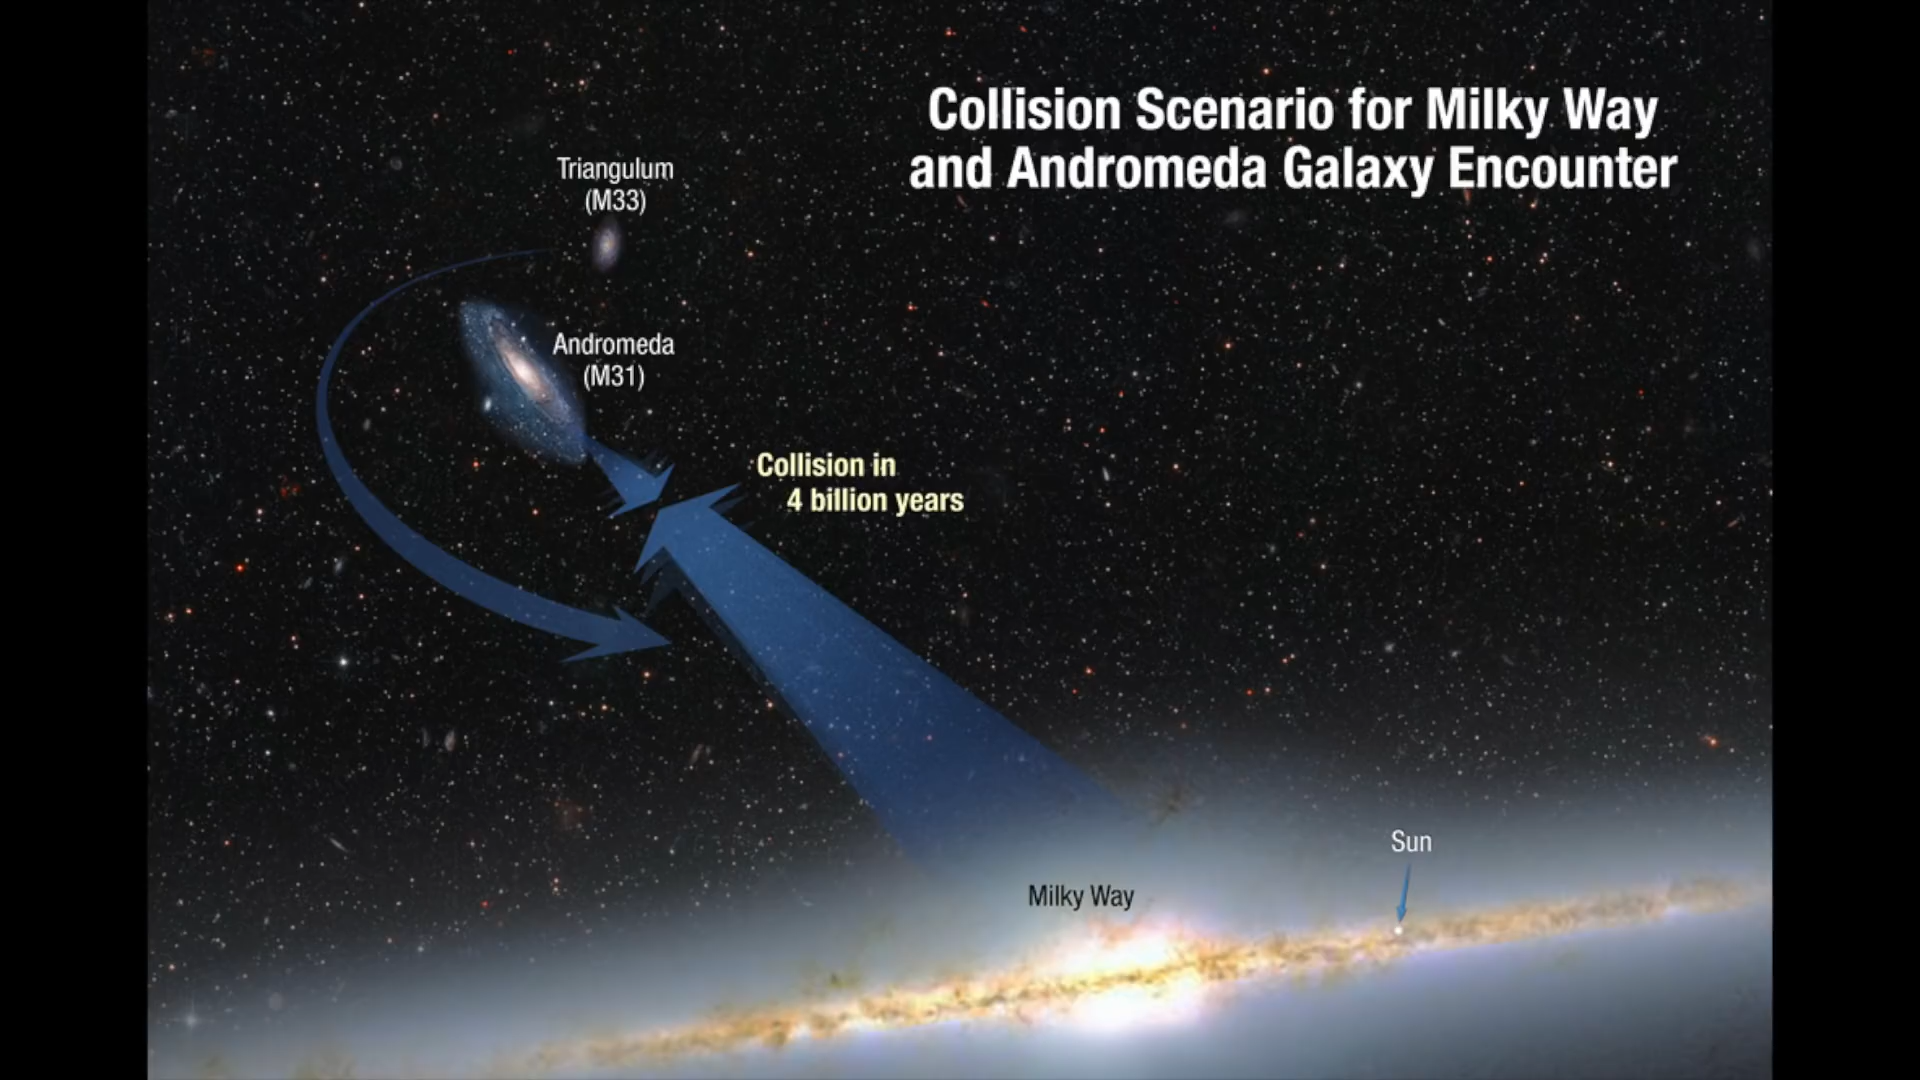 Collision Scenario for Milky Way
and Andromeda Galaxy Encounter
Triangulum
(M33)
Andromeda
(M31)
Collision in
4 billion years
Sun
Milky Way